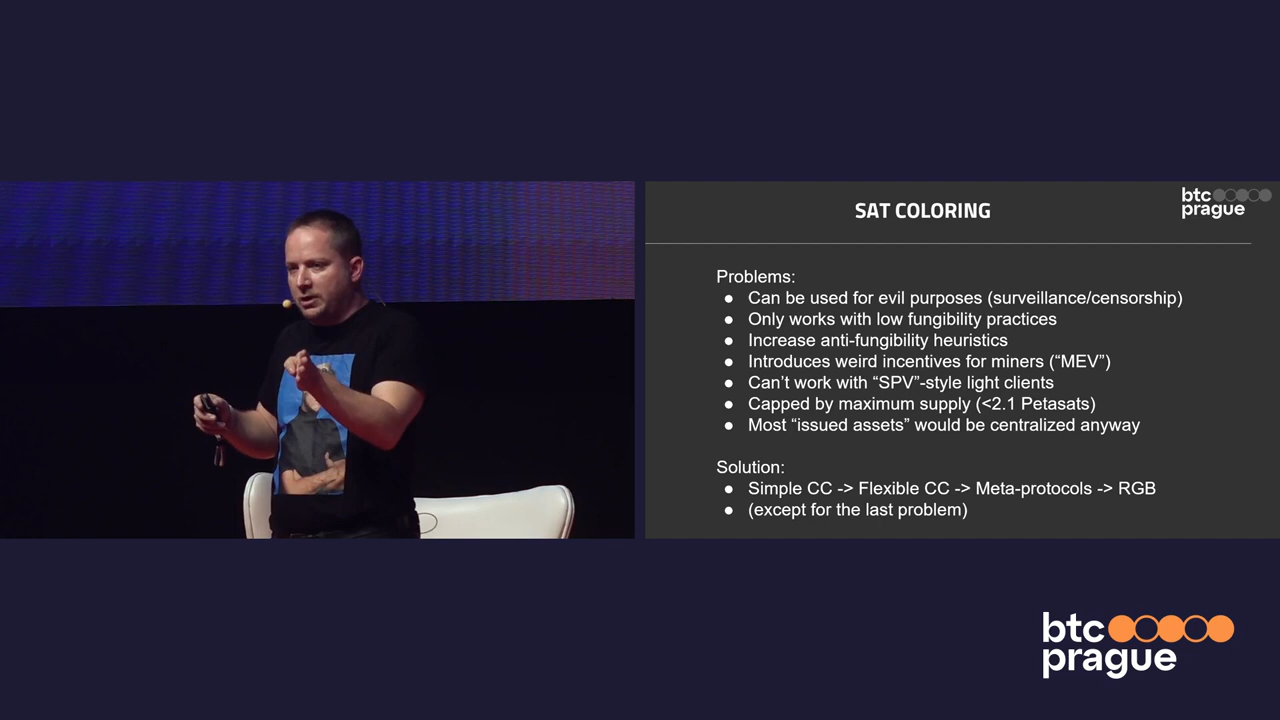 SAT COLORING
btc
prague
Problems:
● Can be used for evil purposes (surveillance/censorship)
● Only works with low fungibility practices
● Increase anti-fungibility heuristics
● Introduces weird incentives for miners (“MEV”)
● Can’t work with “SPV”-style light clients
● Capped by maximum supply (<2.1 Petasats)
● Most “issued assets” would be centralized anyway
Solution:
● Simple CC -> Flexible CC -> Meta-protocols -> RGB
● (except for the last problem)
btc
prague